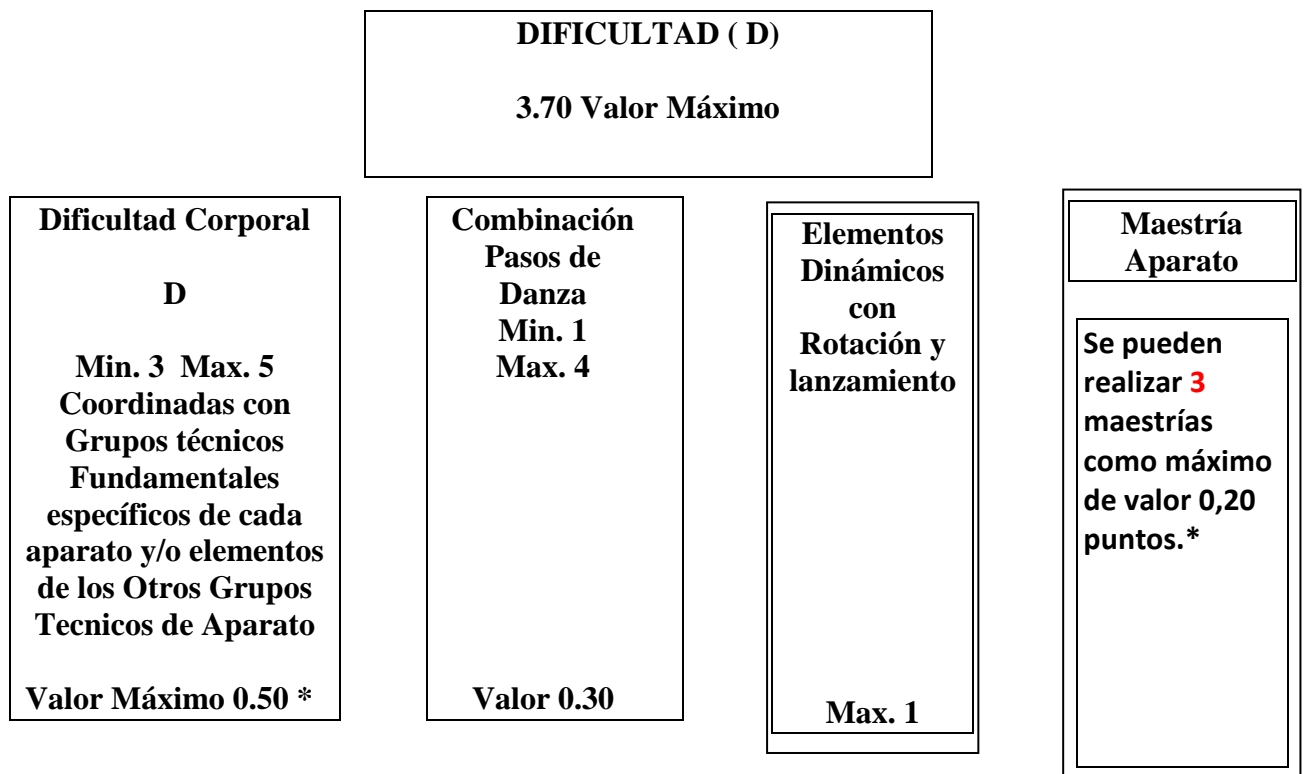 DIFICULTAD ( D)
3.70 Valor Máximo
Dificultad Corporal
D
Min. 3 Max. 5
Coordinadas con
Grupos técnicos
Fundamentales
específicos de cada
aparato y/o elementos
de los Otros Grupos
Tecnicos de Aparato
Valor Máximo 0.50 *
Combinación
Pasos de
Danza
Min. 1
Max. 4
Valor 0.30
Elementos
Dinámicos
con
Rotación y
lanzamiento
Max. 1
Maestría
Aparato
Se pueden
realizar 3
maestrías
como máximo
de valor 0,20
puntos.*